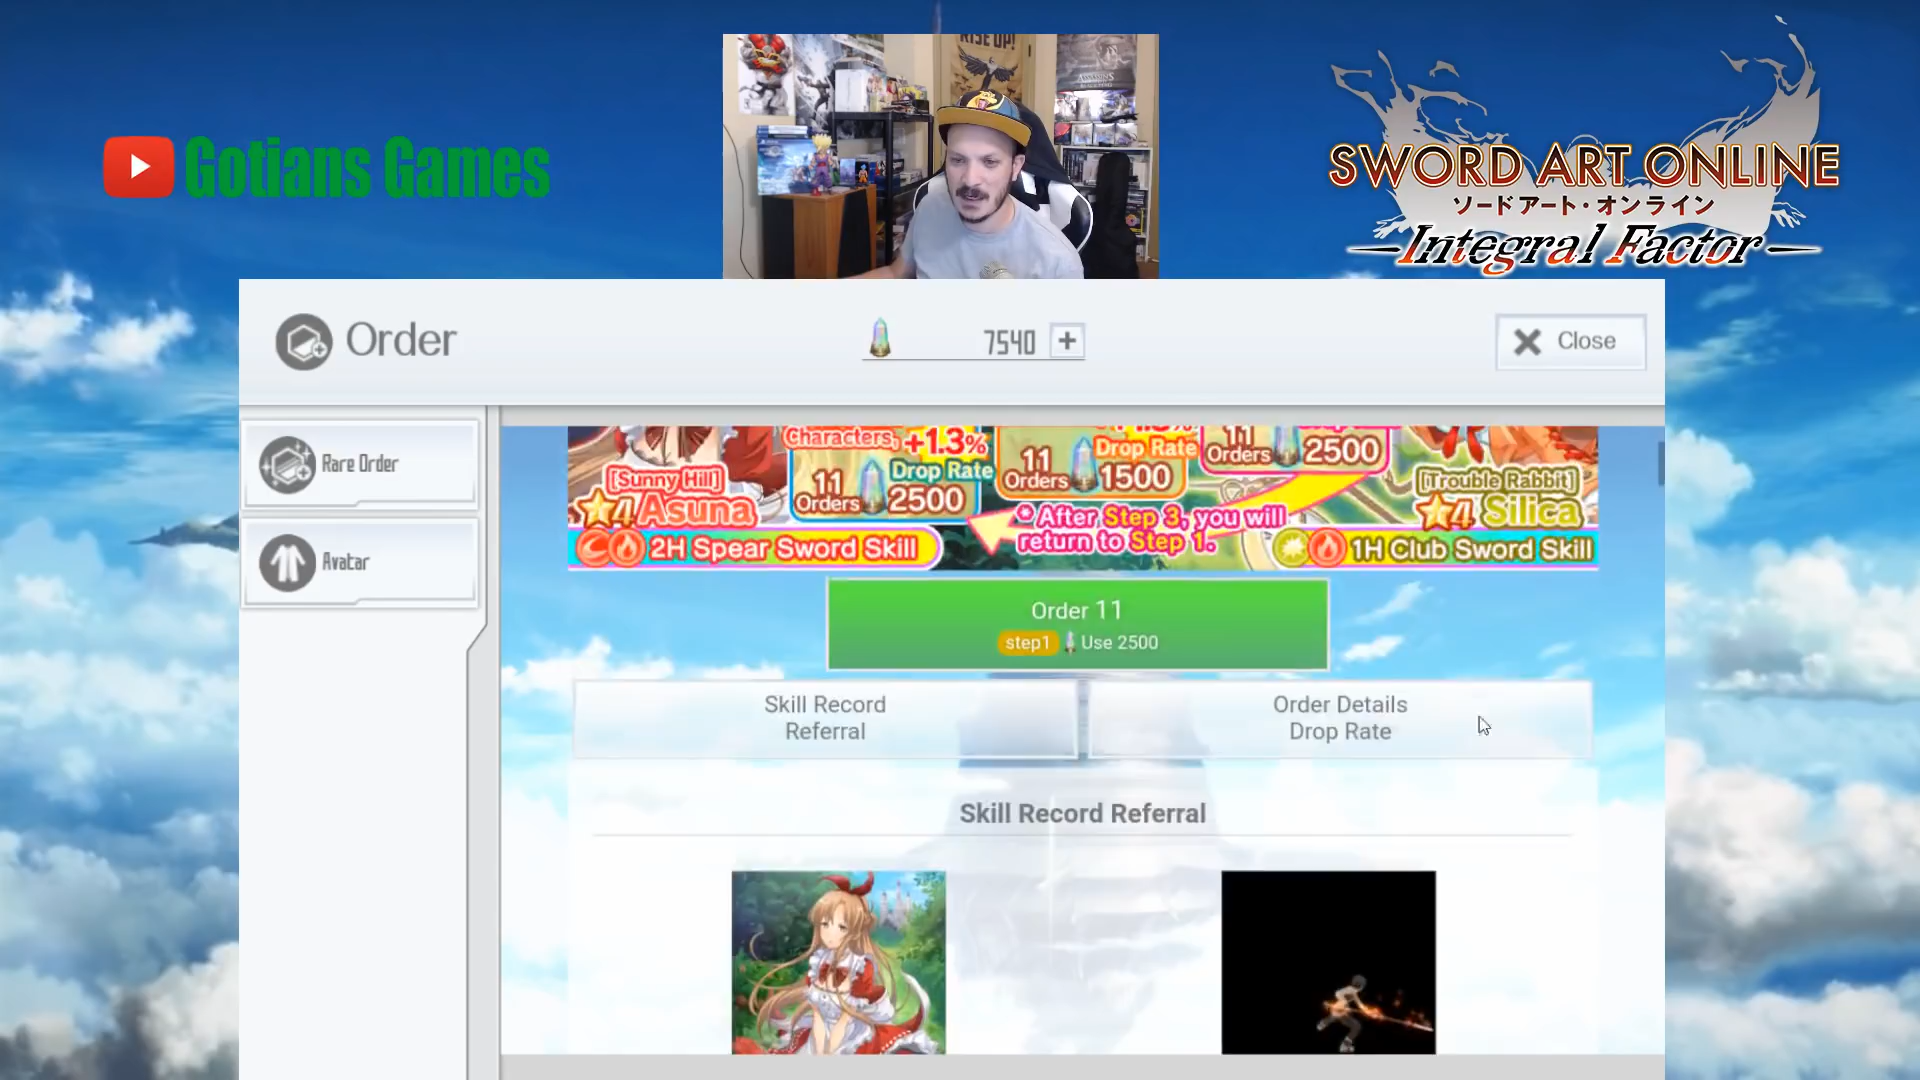 RISE UP!
Gotians Games
SWORD ART ONLINE
ソードアート・オンライン
Integral Factor
Order
7540
+
Close
Rare Order
Avatar
Characters,
+1.3%
Drop Rate
11
Orders
2500
Drop Rate
11
Orders
1500
11
Orders
2500
[Sunny Hill]
4 Asuna
2H Spear Sword Skill
* After Step 3, you will
return to Step 1.
[Trouble Rabbit]
4 Silica
1H Club Sword Skill
Order 11
step1 Use 2500
Skill Record
Referral
Order Details
Drop Rate
Skill Record Referral